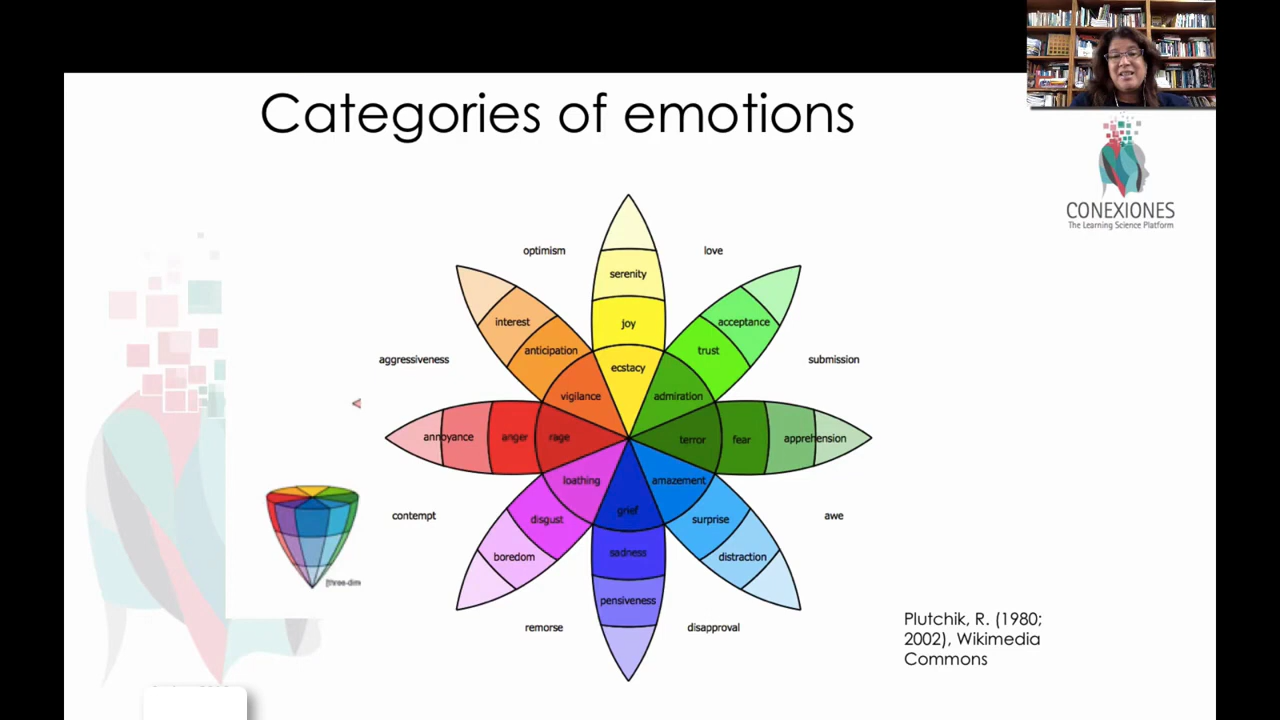 Categories of emotions
CONEXIONES
The Learning Science Platform
optimism
love
serenity
interest
joy
acceptance
anticipation
trust
aggressiveness
ecstacy
submission
vigilance
admiration
annoyance
anger
rage
terror
fear
apprehension
loathing
amazement
contempt
disgust
grief
surprise
awe
boredom
sadness
distraction
[three-dim
pensiveness
remorse
disapproval
Plutchik, R. (1980;
2002), Wikimedia
Commons